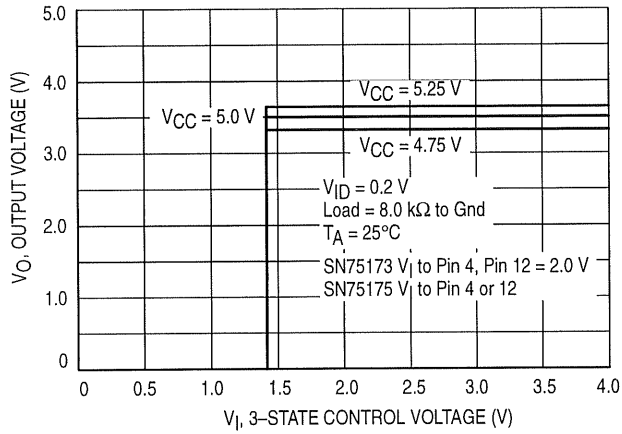 5.0
4.0
3.0
2.0
1.0
0
V_O, OUTPUT VOLTAGE (V)
V_CC = 5.25 V
V_CC = 5.0 V
V_CC = 4.75 V
V_ID = 0.2 V
Load = 8.0 kΩ to Gnd
T_A = 25°C
SN75173 V_I to Pin 4, Pin 12 = 2.0 V
SN75175 V_I to Pin 4 or 12
0 0.5 1.0 1.5 2.0 2.5 3.0 3.5 4.0
V_I, 3–STATE CONTROL VOLTAGE (V)